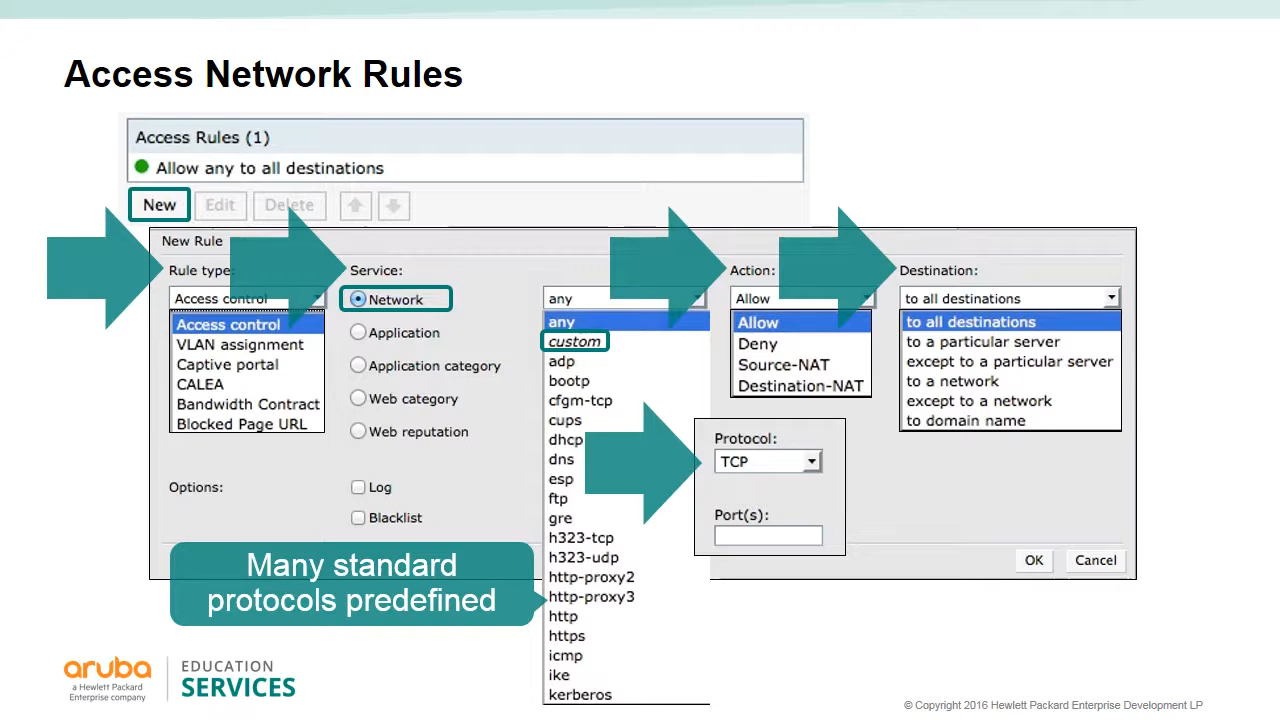 Access Network Rules
Access Rules (1)
Allow any to all destinations
New
Edit
Delete
New Rule
Rule type:
Access control
Access control
VLAN assignment
Captive portal
CALEA
Bandwidth Contract
Blocked Page URL
Service:
Network
Application
Application category
Web category
Web reputation
any
any
custom
adp
bootp
cfgm-tcp
cups
dhcp
dns
esp
ftp
gre
h323-tcp
h323-udp
http-proxy2
http-proxy3
http
https
icmp
ike
kerberos
Action:
Allow
Allow
Deny
Source-NAT
Destination-NAT
Destination:
to all destinations
to all destinations
to a particular server
except to a particular server
to a network
except to a network
to domain name
Protocol:
TCP
Port(s):
Options:
Log
Blacklist
OK
Cancel
Many standard
protocols predefined
aruba
a Hewlett Packard
Enterprise company
EDUCATION
SERVICES
© Copyright 2016 Hewlett Packard Enterprise Development LP